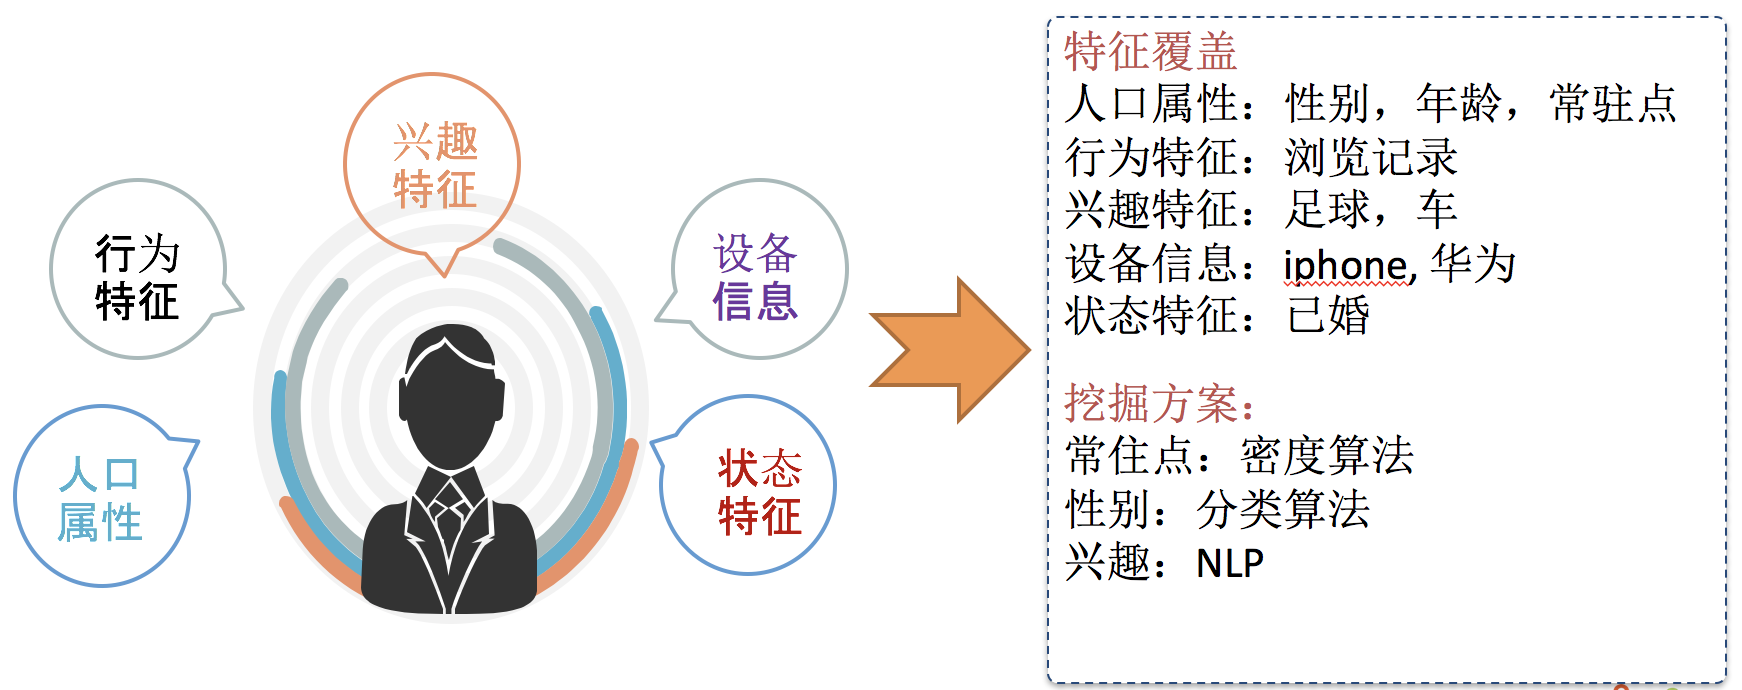 兴趣
特征
行为
特征
设备
信息
人口
属性
状态
特征
特征覆盖
人口属性：性别，年龄，常驻点
行为特征：浏览记录
兴趣特征：足球，车
设备信息：iphone, 华为
状态特征：已婚
挖掘方案：
常住点：密度算法
性别：分类算法
兴趣：NLP